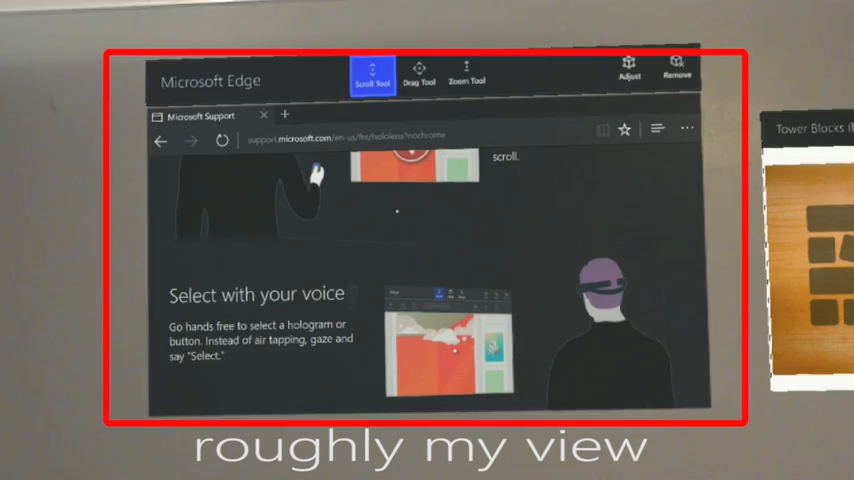 Microsoft Edge
Scroll Tool
Drag Tool
Zoom Tool
Adjust
Remove
Microsoft Support
support.microsoft.com/en-us/fre/hololens?nochrome
scroll.
Select with your voice
Go hands free to select a hologram or
button. Instead of air tapping, gaze and
say "Select."
Tower Blocks
roughly my view